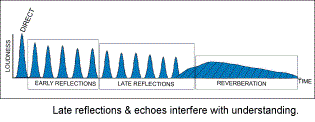 DIRECT
LOUDNESS
EARLY REFLECTIONS
LATE REFLECTIONS
REVERBERATION
TIME
Late reflections & echoes interfere with understanding.